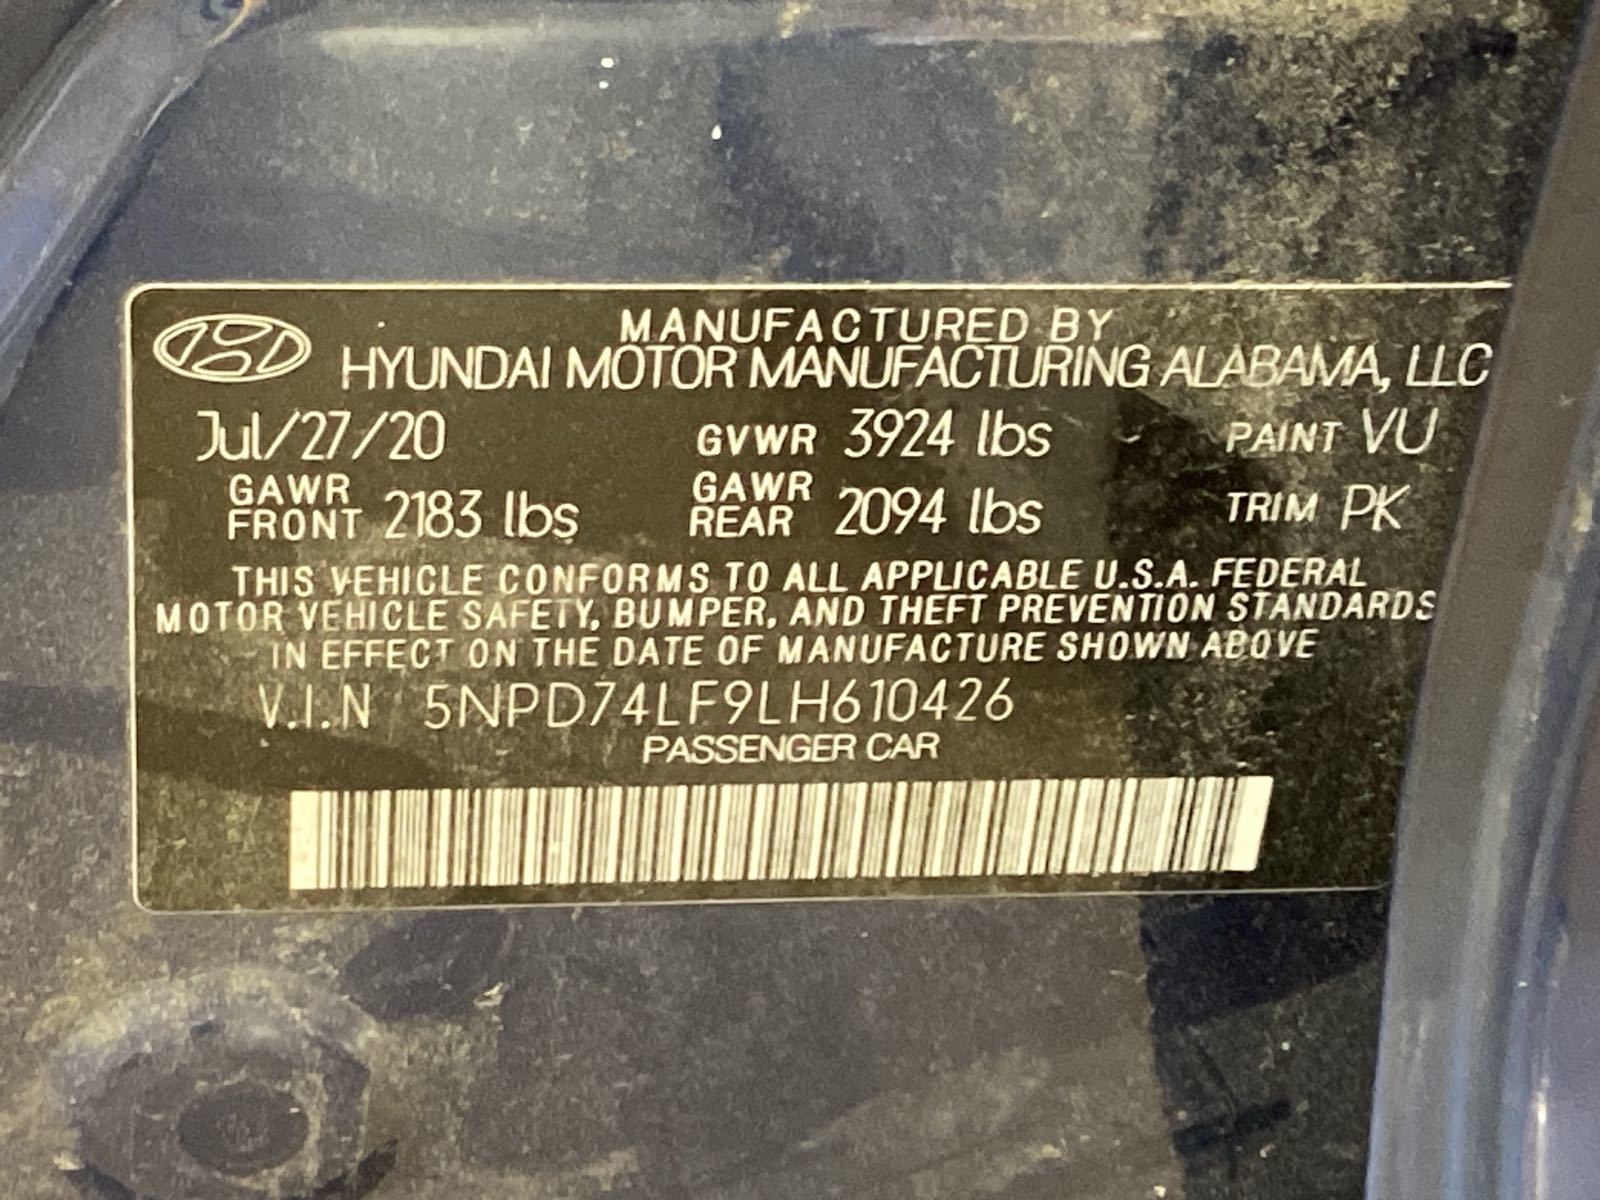 MANUFACTURED BY
HYUNDAI MOTOR MANUFACTURING ALABAMA, LLC
Jul/27/20 GVWR 3924 lbs PAINT VU
GAWR FRONT 2183 lbs GAWR REAR 2094 lbs TRIM PK
THIS VEHICLE CONFORMS TO ALL APPLICABLE U.S.A. FEDERAL
MOTOR VEHICLE SAFETY, BUMPER, AND THEFT PREVENTION STANDARDS
IN EFFECT ON THE DATE OF MANUFACTURE SHOWN ABOVE
V.I.N 5NPD74LF9LH610426
PASSENGER CAR